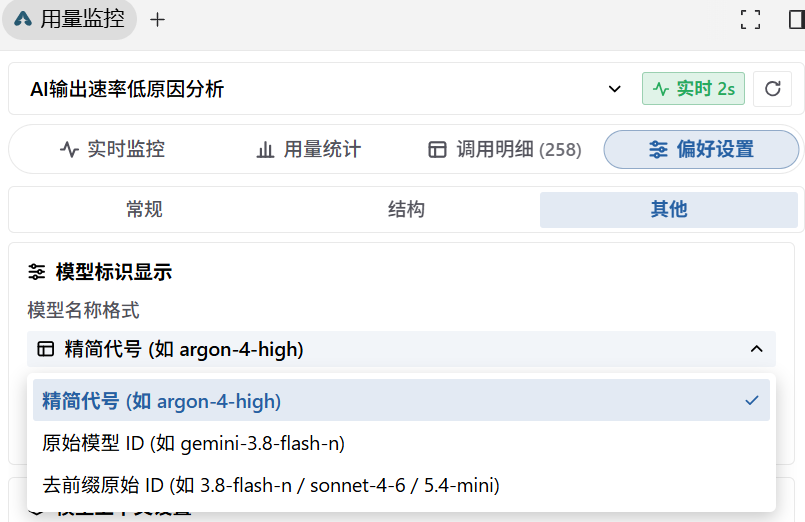 用量监控
AI输出速率低原因分析
实时 2s
实时监控
用量统计
调用明细 (258)
偏好设置
常规
结构
其他
模型标识显示
模型名称格式
精简代号 (如 argon-4-high)
精简代号 (如 argon-4-high)
原始模型 ID (如 gemini-3.8-flash-n)
去前缀原始 ID (如 3.8-flash-n / sonnet-4-6 / 5.4-mini)